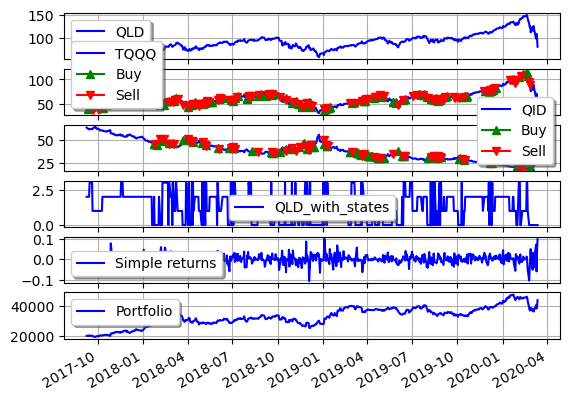 150
100
QLD
TQQQ
Buy
Sell
100
50
QID
Buy
Sell
50
25
2.5
0.0
QLD_with_states
0.1
0.0
-0.1
Simple returns
40000
20000
Portfolio
2017-10
2018-01
2018-04
2018-07
2018-10
2019-01
2019-04
2019-07
2019-10
2020-01
2020-04